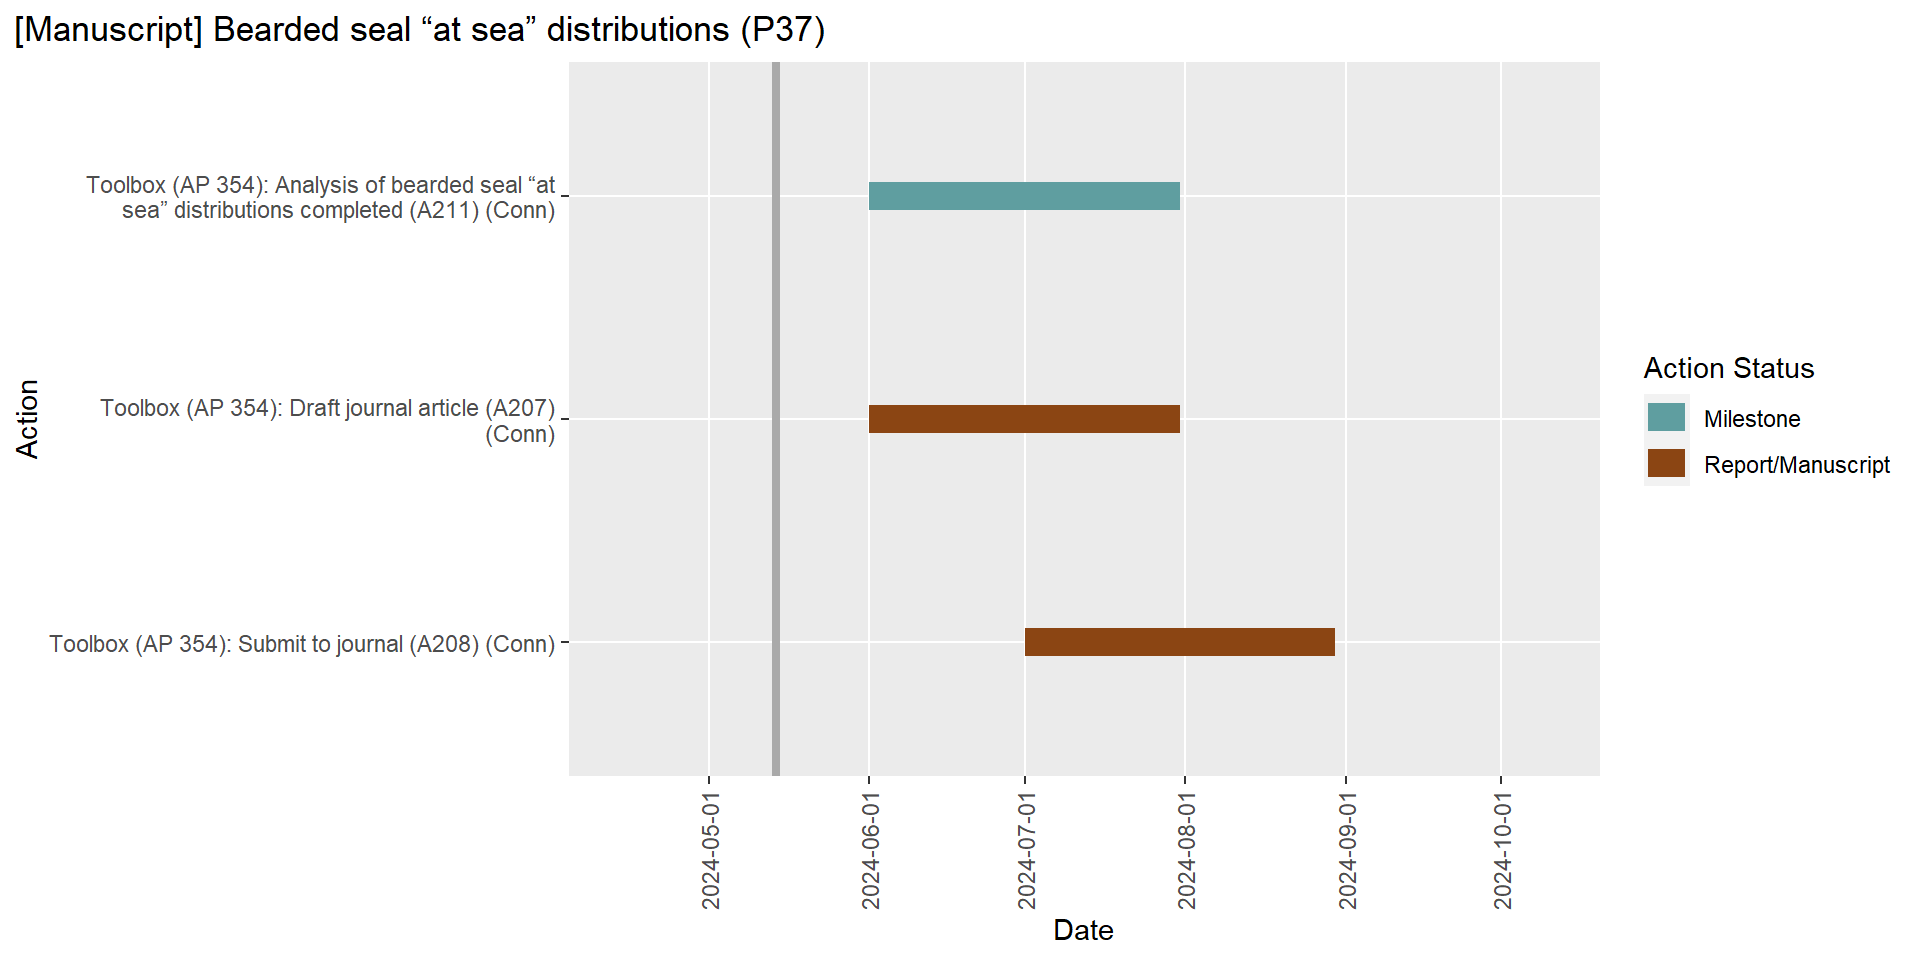 [Manuscript] Bearded seal “at sea” distributions (P37)
Action
Toolbox (AP 354): Analysis of bearded seal “at
sea” distributions completed (A211) (Conn)
Toolbox (AP 354): Draft journal article (A207)
(Conn)
Toolbox (AP 354): Submit to journal (A208) (Conn)
2024-05-01
2024-06-01
2024-07-01
2024-08-01
2024-09-01
2024-10-01
Date
Action Status
Milestone
Report/Manuscript